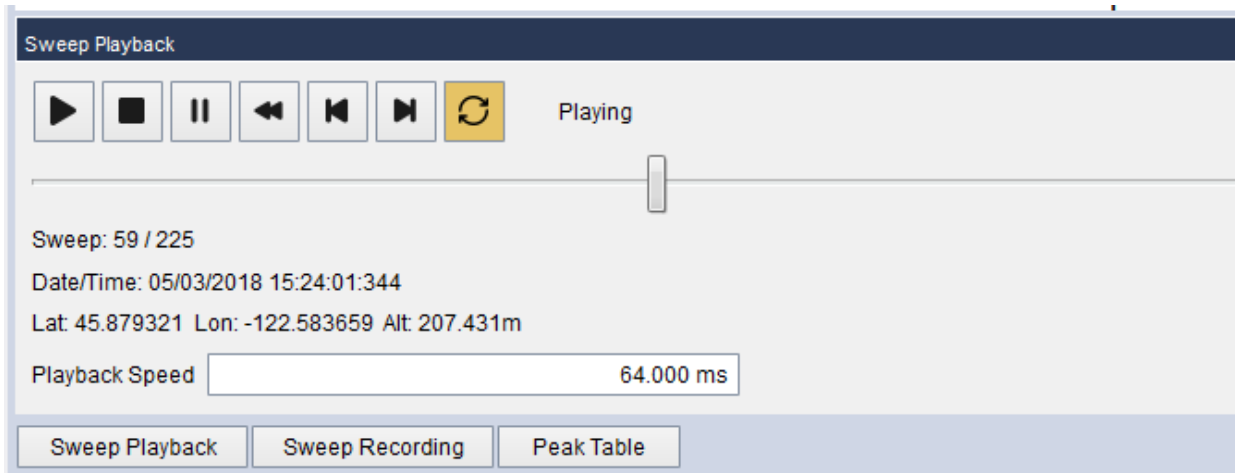 Sweep Playback
Playing
Sweep: 59 / 225
Date/Time: 05/03/2018 15:24:01:344
Lat: 45.879321 Lon: -122.583659 Alt: 207.431m
Playback Speed 64.000 ms
Sweep Playback Sweep Recording Peak Table